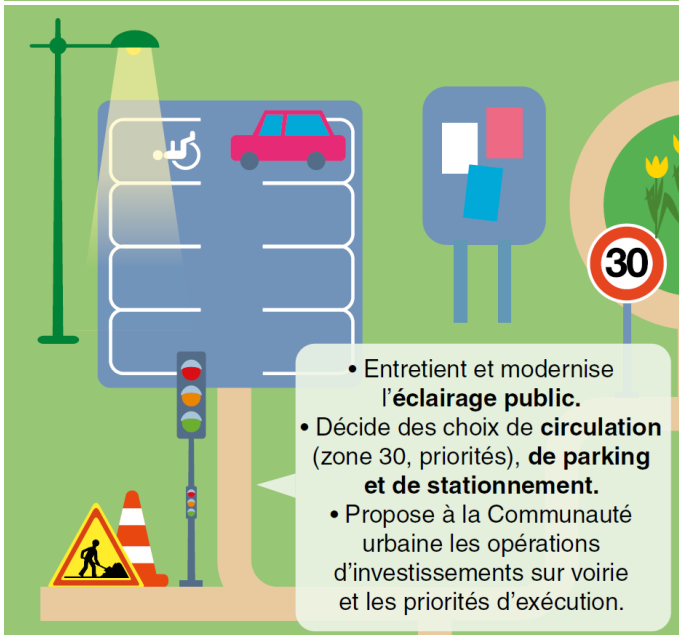 30
• Entretient et modernise
l'éclairage public.
• Décide des choix de circulation
(zone 30, priorités), de parking
et de stationnement.
• Propose à la Communauté
urbaine les opérations
d'investissements sur voirie
et les priorités d'exécution.